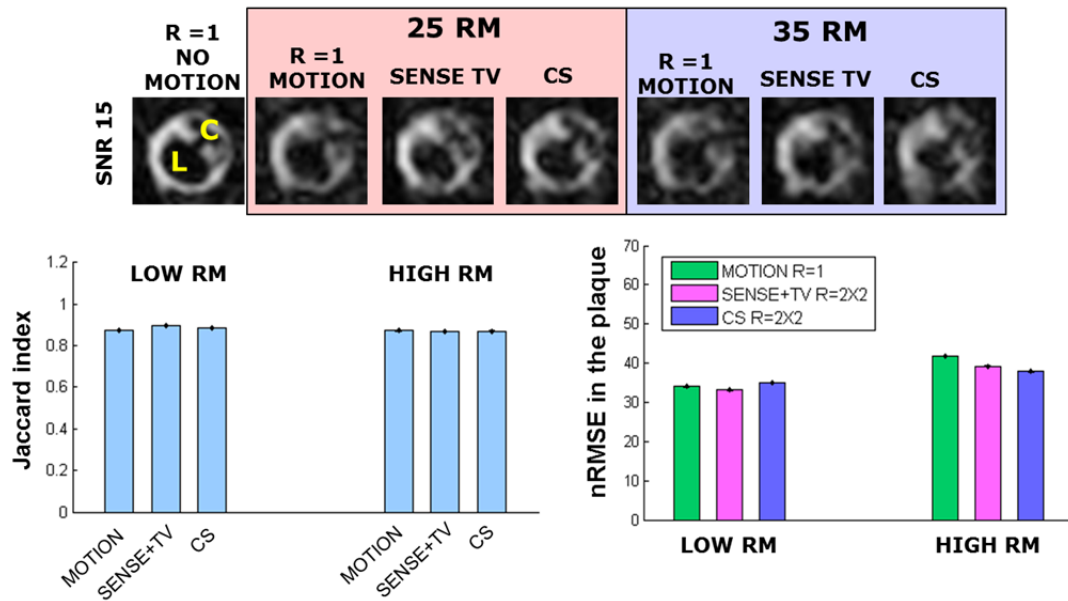 R =1
NO
MOTION
25 RM
R =1
MOTION
SENSE TV
CS
35 RM
R =1
MOTION
SENSE TV
CS
SNR 15
C
L
Jaccard index
1.2
1
0.8
0.6
0.4
0.2
0
LOW RM
HIGH RM
MOTION
SENSE+TV
CS
MOTION
SENSE+TV
CS
nRMSE in the plaque
70
60
50
40
30
20
10
0
MOTION R=1
SENSE+TV R=2X2
CS R=2X2
LOW RM
HIGH RM